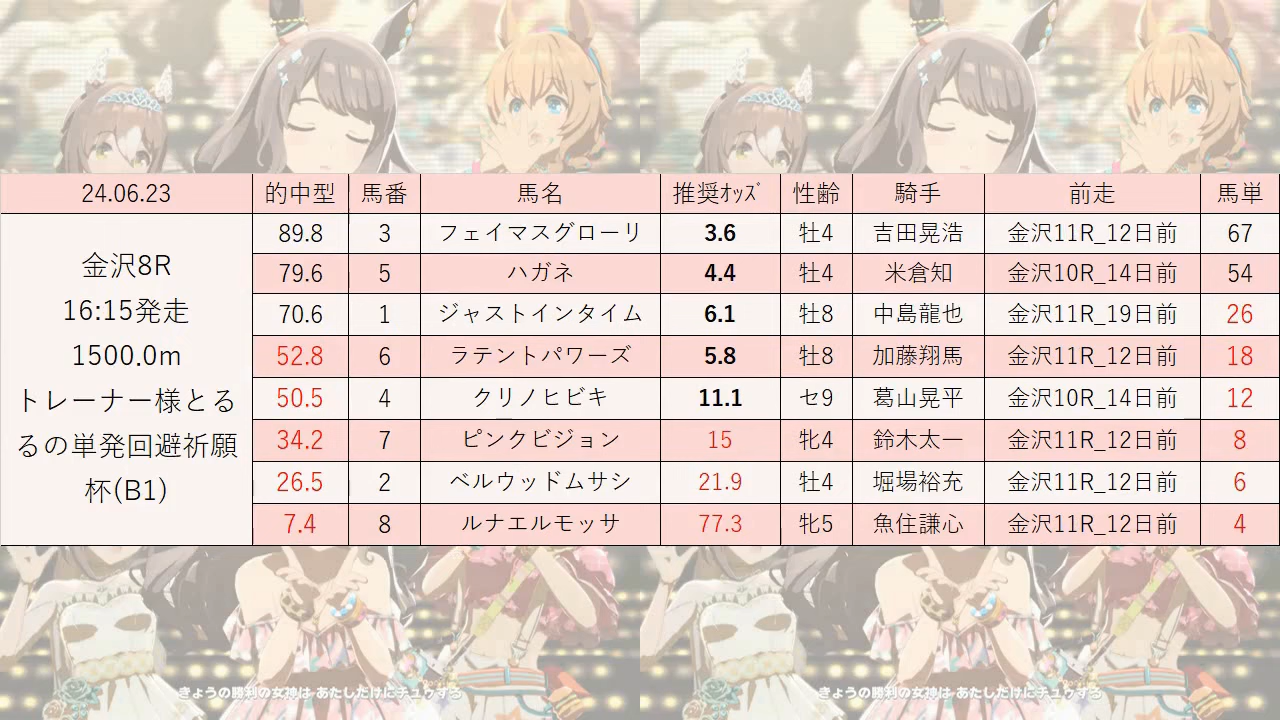 24.06.23 的中型 馬番 馬名 推奨ｵｯｽﾞ 性齢 騎手 前走 馬単
金沢8R
16:15発走
1500.0m
トレーナー様とる
るの単発回避祈願
杯(B1)
89.8 3 フェイマスグローリ 3.6 牡4 吉田晃浩 金沢11R_12日前 67
79.6 5 ハガネ 4.4 牡4 米倉知 金沢10R_14日前 54
70.6 1 ジャストインタイム 6.1 牡8 中島龍也 金沢11R_19日前 26
52.8 6 ラテントパワーズ 5.8 牡8 加藤翔馬 金沢11R_12日前 18
50.5 4 クリノヒビキ 11.1 セ9 葛山晃平 金沢10R_14日前 12
34.2 7 ピンクビジョン 15 牝4 鈴木太一 金沢11R_12日前 8
26.5 2 ベルウッドムサシ 21.9 牡4 堀場裕充 金沢11R_12日前 6
7.4 8 ルナエルモッサ 77.3 牝5 魚住謙心 金沢11R_12日前 4
きょうの勝利の女神は あたしだけにチュゥする
きょうの勝利の女神は あたしだけにチュゥする